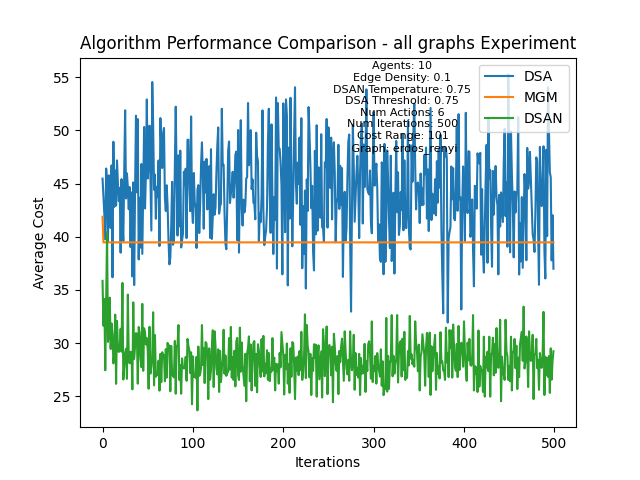 Algorithm Performance Comparison - all graphs Experiment
Agents: 10
Edge Density: 0.1
DSAN Temperature: 0.75
DSA Threshold: 0.75
Num Actions: 6
Num Iterations: 500
Cost Range: 101
Graph: erdos_renyi
DSA
MGM
DSAN
55
50
45
40
35
30
25
Average Cost
0
100
200
300
400
500
Iterations